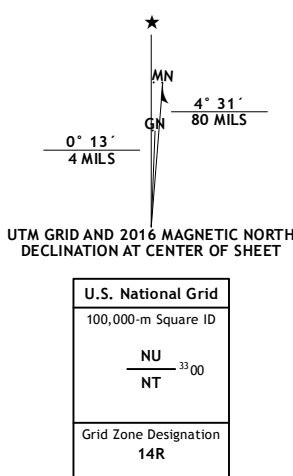 ★
MN
4° 31´
80 MILS
GN
0° 13´
4 MILS
UTM GRID AND 2016 MAGNETIC NORTH
DECLINATION AT CENTER OF SHEET
U.S. National Grid
100,000-m Square ID
NU
3300
NT
Grid Zone Designation
14R